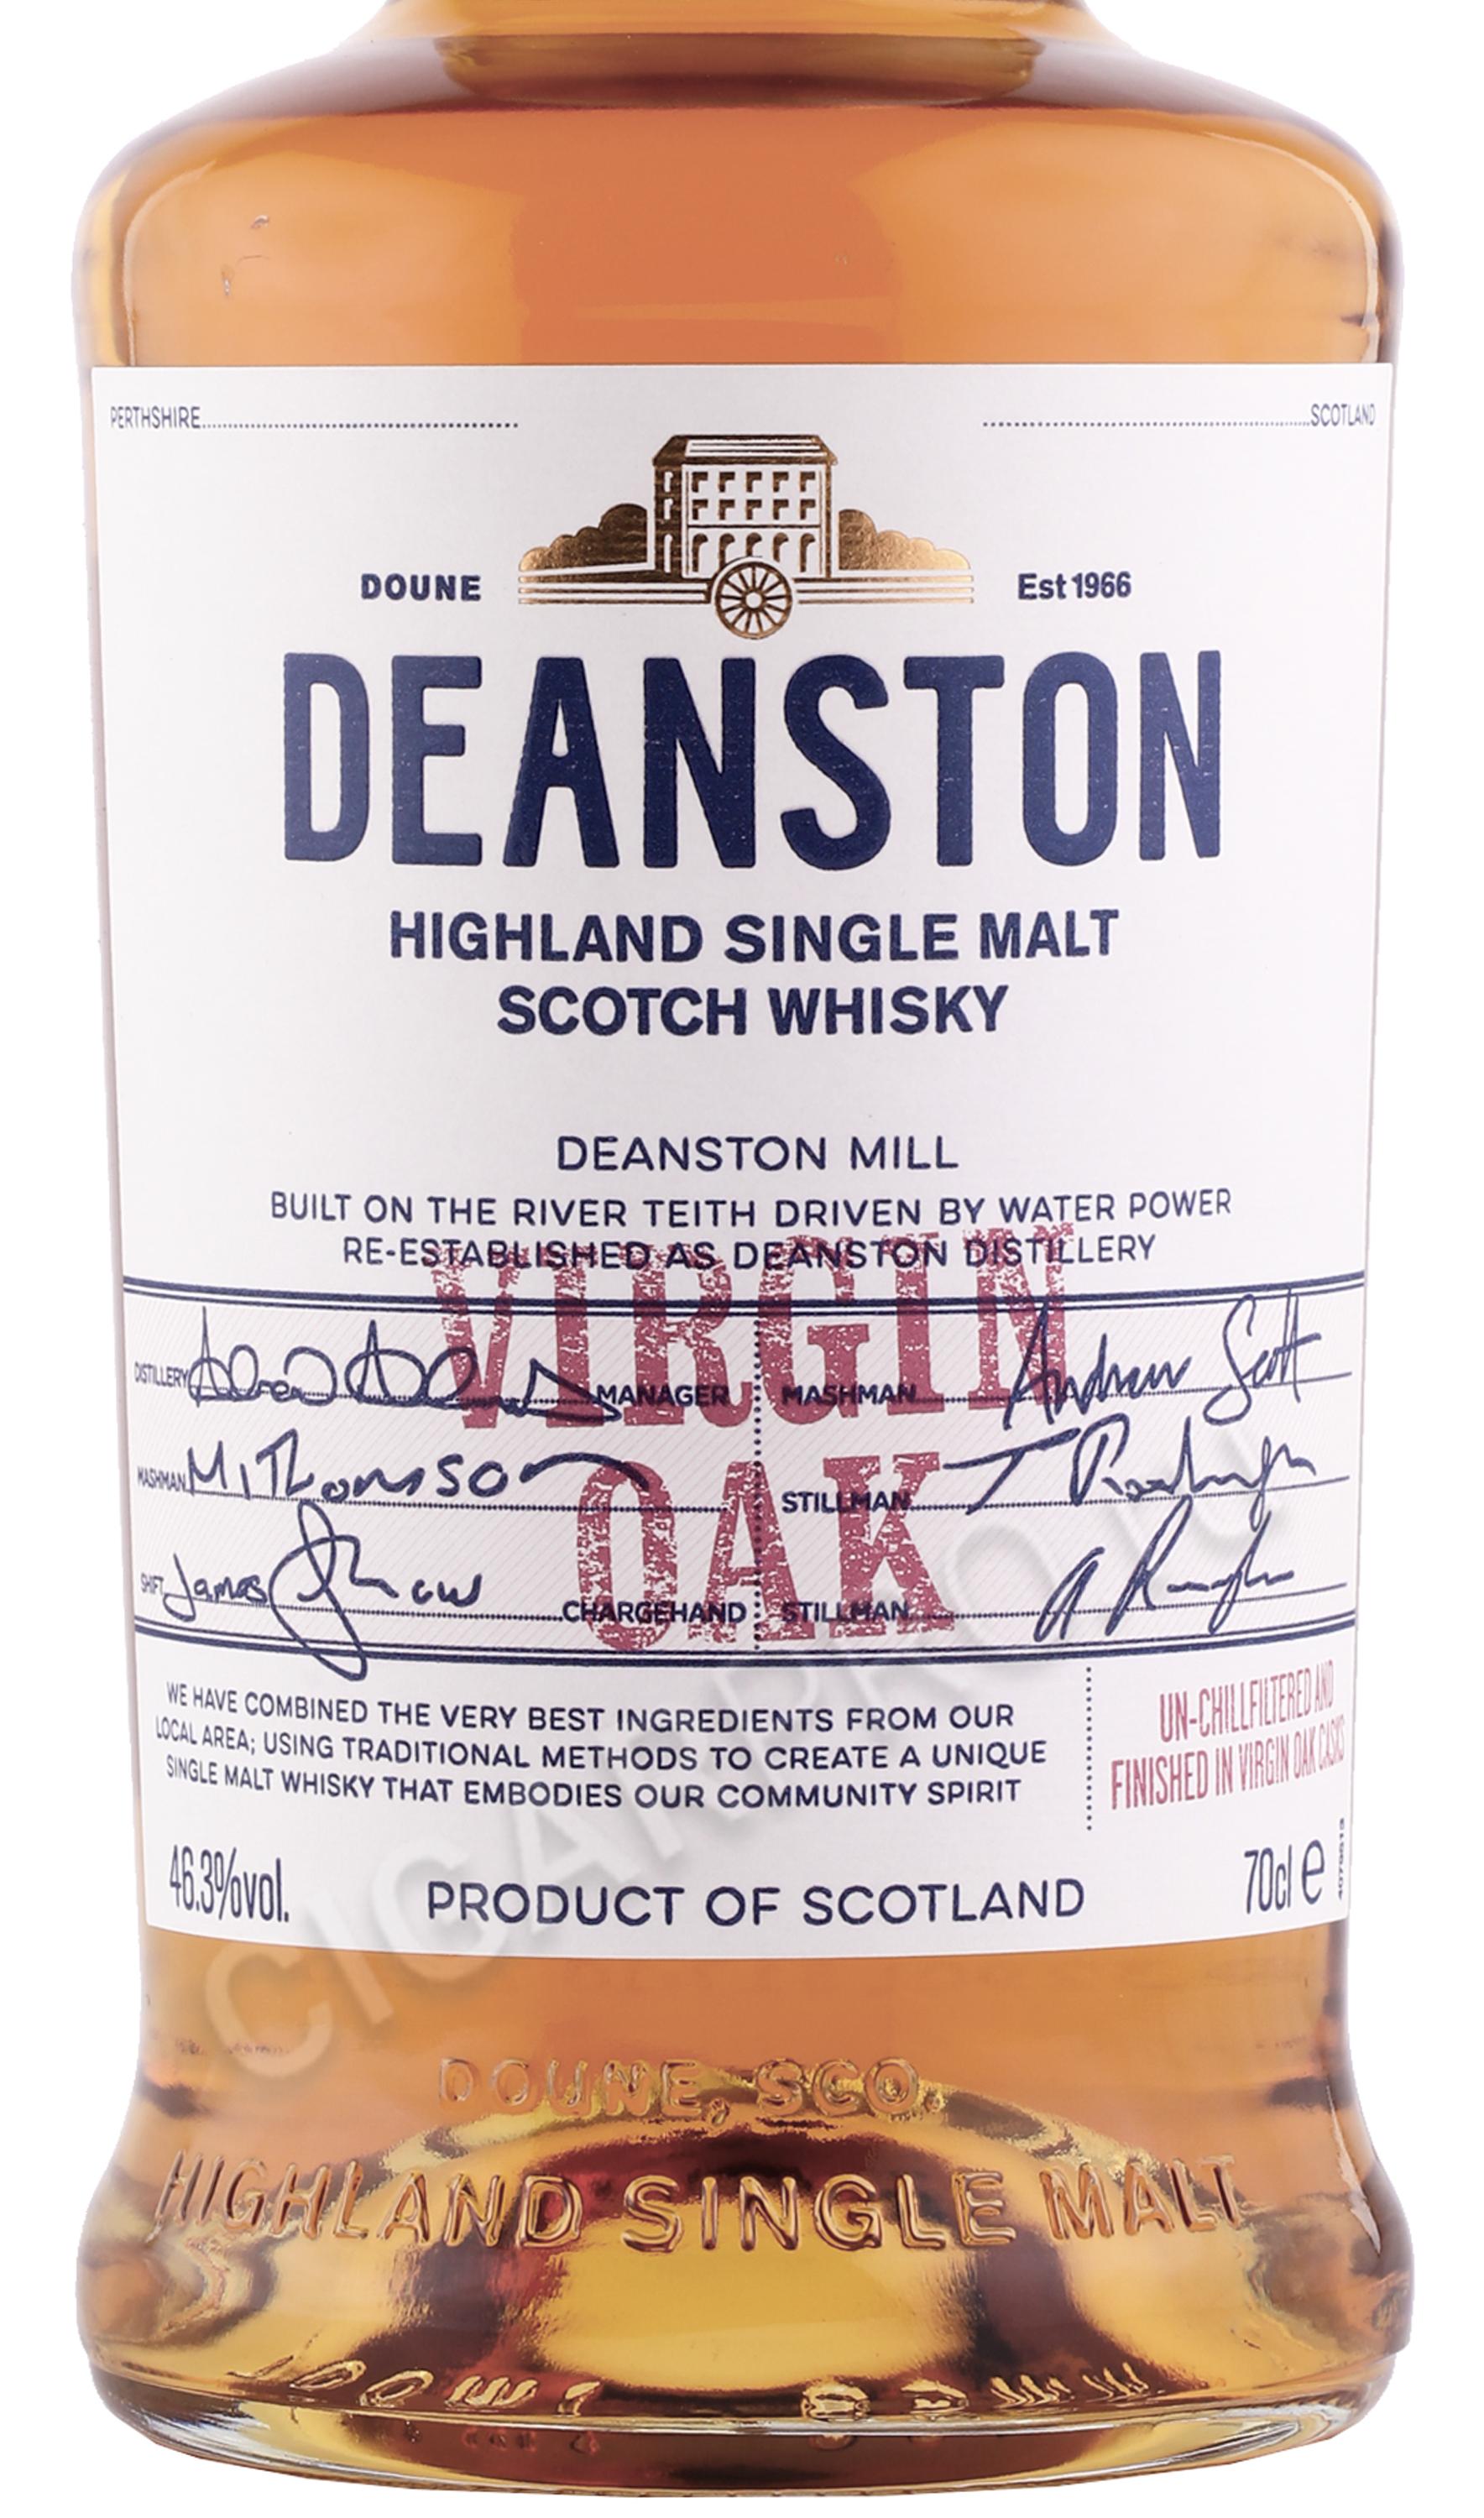 PERTHSHIRE SCOTLAND
DOUNE Est 1966
DEANSTON
HIGHLAND SINGLE MALT
SCOTCH WHISKY
DEANSTON MILL
BUILT ON THE RIVER TEITH DRIVEN BY WATER POWER
RE-ESTABLISHED AS DEANSTON DISTILLERY
VIRGIN
OAK
DISTILLERY MANAGER MASHMAN Andrew Scott
MASHMAN M Thomson STILLMAN
SHIFT James CHARGEHAND STILLMAN
WE HAVE COMBINED THE VERY BEST INGREDIENTS FROM OUR
LOCAL AREA; USING TRADITIONAL METHODS TO CREATE A UNIQUE
SINGLE MALT WHISKY THAT EMBODIES OUR COMMUNITY SPIRIT
UN-CHILLFILTERED AND
FINISHED IN VIRGIN OAK CASKS
46.3%vol. PRODUCT OF SCOTLAND 70cl e
CIGARPRO.RU
DOUNE, SCO.
HIGHLAND SINGLE MALT